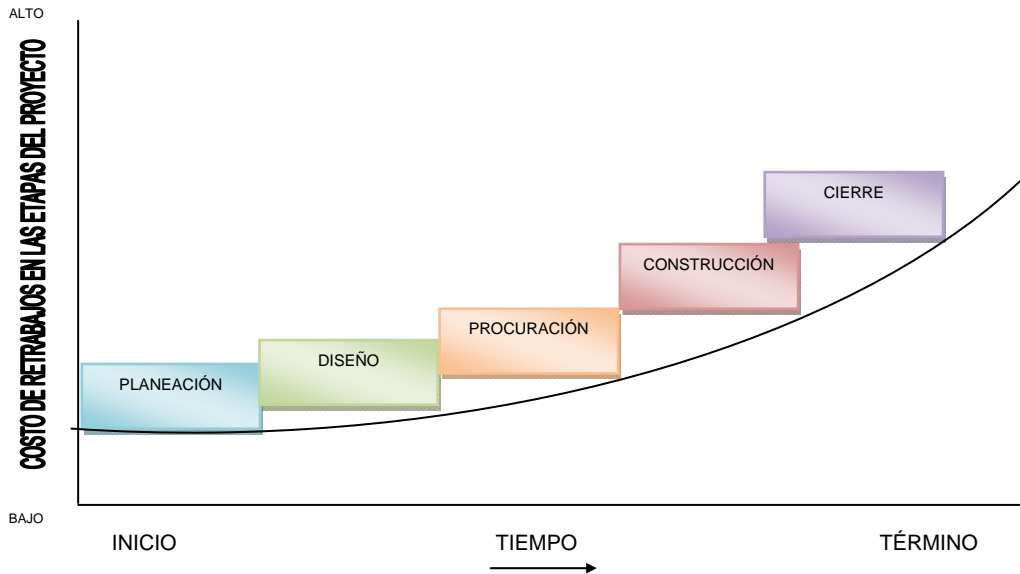 ALTO
COSTO DE RETRABAJOS EN LAS ETAPAS DEL PROYECTO
CIERRE
CONSTRUCCIÓN
PROCURACIÓN
DISEÑO
PLANEACIÓN
BAJO
INICIO
TIEMPO
TÉRMINO